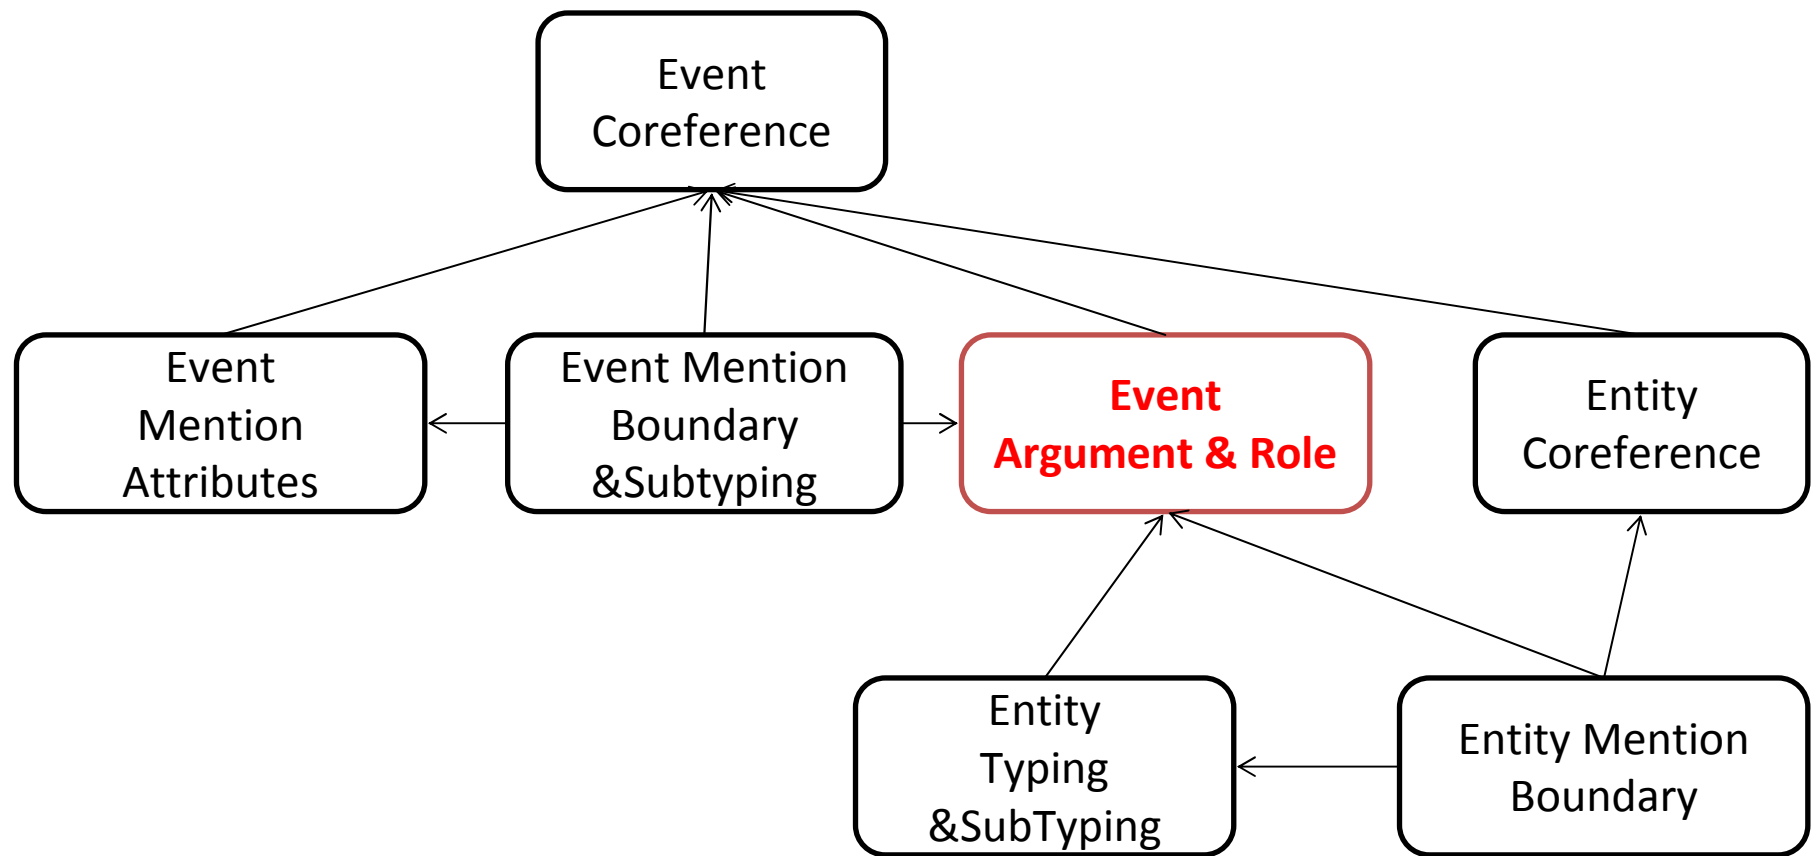 Event
Coreference
Event
Mention
Attributes
Event Mention
Boundary
&Subtyping
Event
Argument & Role
Entity
Coreference
Entity
Typing
&SubTyping
Entity Mention
Boundary